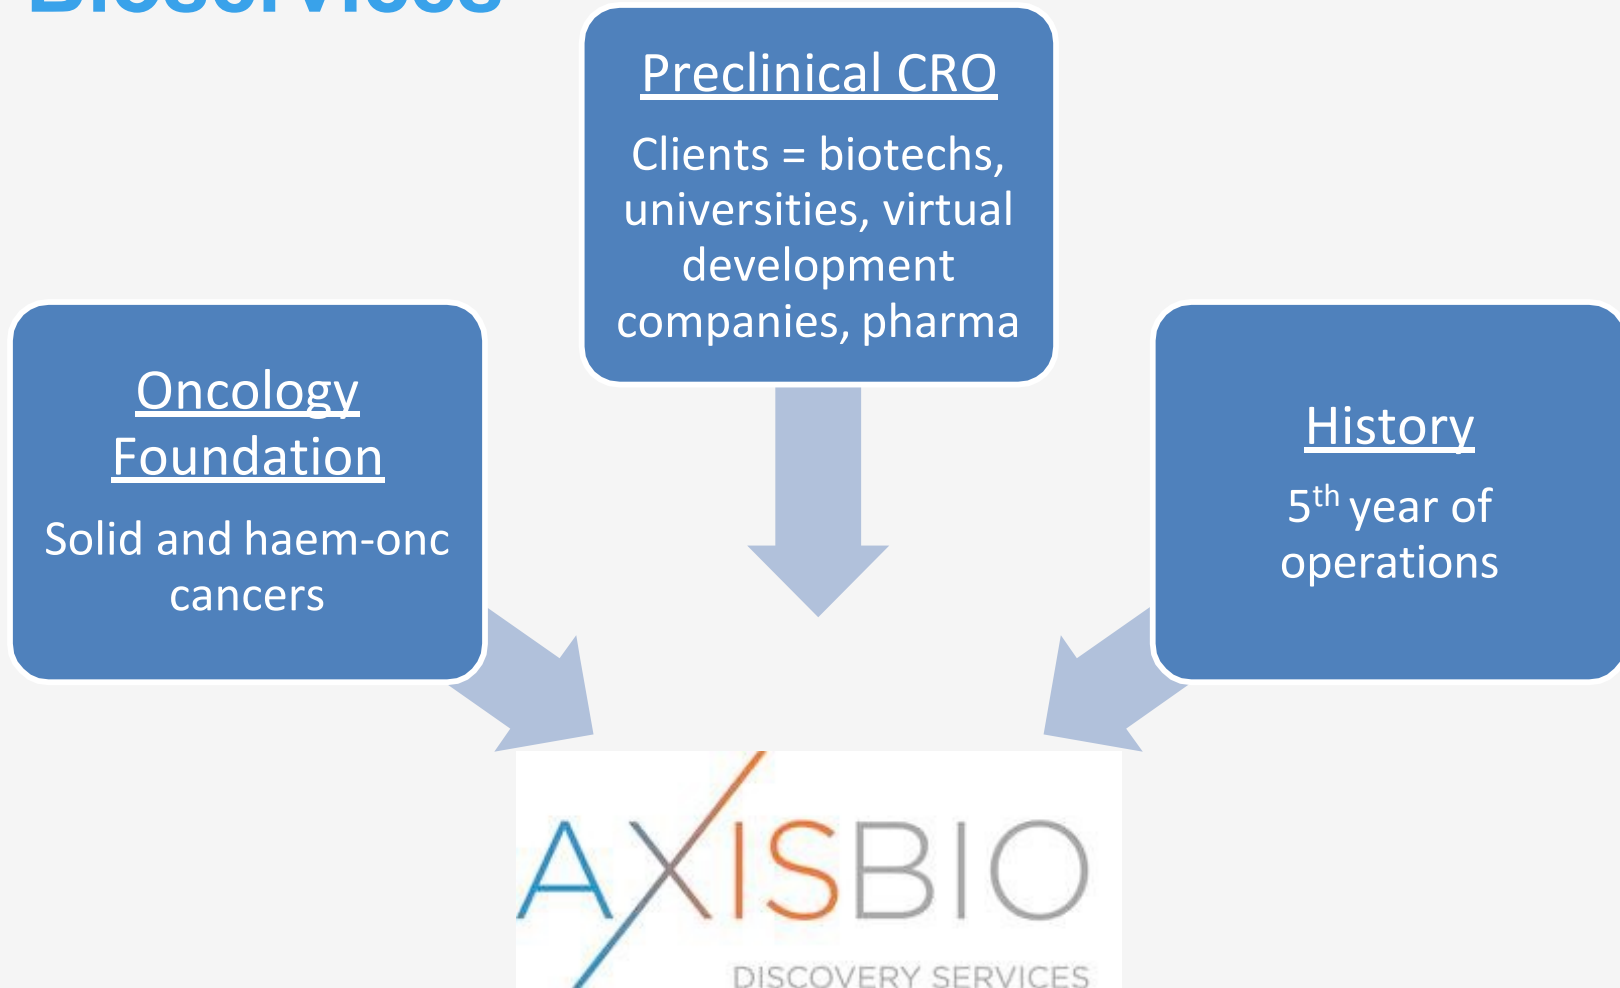 Bioservices
Preclinical CRO
Clients = biotechs,
universities, virtual
development
companies, pharma
Oncology
Foundation
Solid and haem-onc
cancers
History
5th year of
operations
AXISBIO
DISCOVERY SERVICES